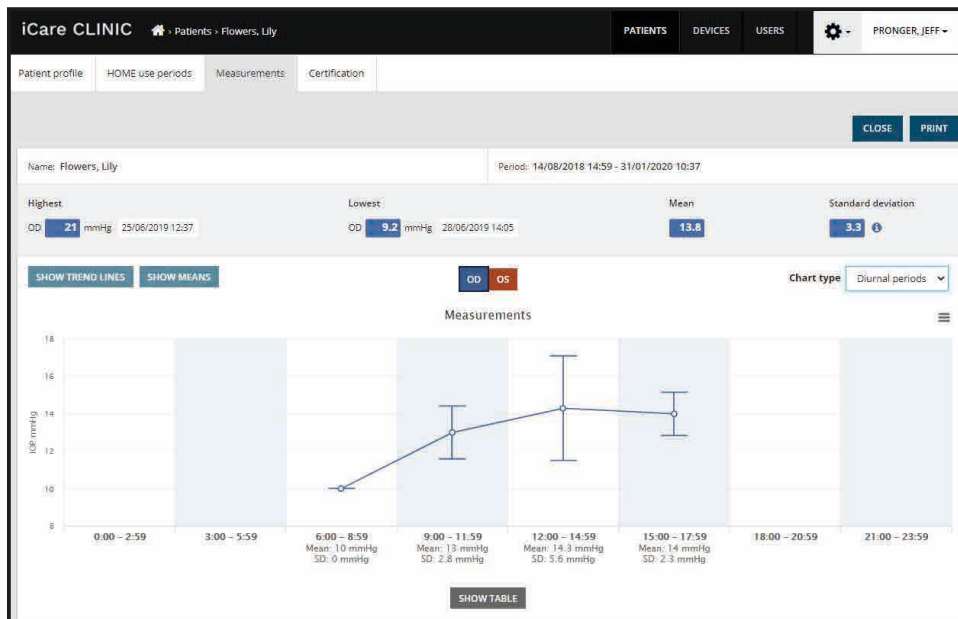 iCare CLINIC › Patients › Flowers, Lily PATIENTS DEVICES USERS PRONGER, JEFF
Patient profile HOME use periods Measurements Certification
CLOSE PRINT
Name: Flowers, Lily Period: 14/08/2018 14:59 - 31/01/2020 10:37
Highest Lowest Mean Standard deviation
OD 21 mmHg 25/06/2019 12:37 OD 9.2 mmHg 28/06/2019 14:05 13.8 3.3 i
SHOW TREND LINES SHOW MEANS OD OS Chart type Diurnal periods
Measurements
18
16
14
12
10
8
IOP mmHg
0:00 – 2:59 3:00 – 5:59 6:00 – 8:59 9:00 – 11:59 12:00 – 14:59 15:00 – 17:59 18:00 – 20:59 21:00 – 23:59
Mean: 10 mmHg Mean: 13 mmHg Mean: 14.3 mmHg Mean: 14 mmHg
SD: 0 mmHg SD: 2.8 mmHg SD: 5.6 mmHg SD: 2.3 mmHg
SHOW TABLE